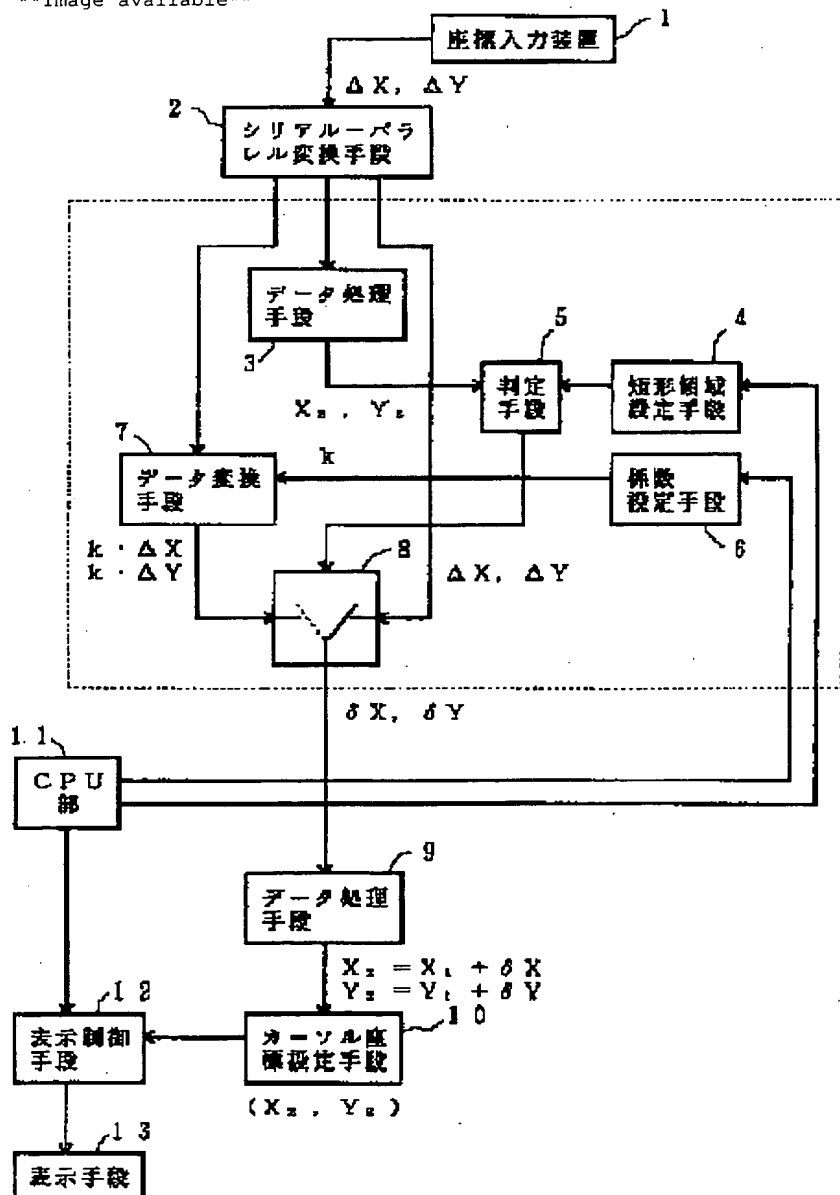 **Image available**
座標入力装置
1
ΔX, ΔY
2
シリアル−パラ
レル変換手段
データ処理
手段
3
5
4
判定
手段
短形領域
設定手段
X₂, Y₂
7
k
データ変換
手段
係数
設定手段
6
k・ΔX
k・ΔY
8
ΔX, ΔY
δX, δY
11
CPU
部
9
データ処理
手段
X₂ = X₁ + δX
Y₂ = Y₁ + δY
12
10
表示制御
手段
カーソル座
標設定手段
(X₂, Y₂)
13
表示手段